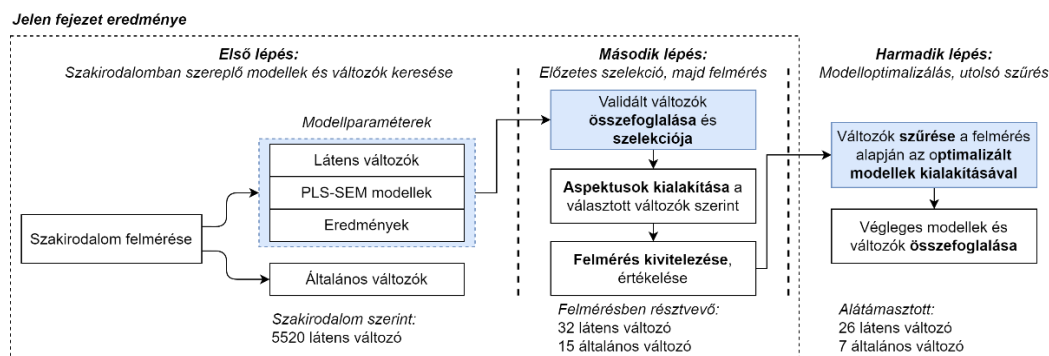 Jelen fejezet eredménye
Első lépés:
Szakirodalomban szereplő modellek és változók keresése
Modellparaméterek
Látens változók
PLS-SEM modellek
Eredmények
Szakirodalom felmérése
Általános változók
Szakirodalom szerint:
5520 látens változó
Második lépés:
Előzetes szelekció, majd felmérés
Validált változók
összefoglalása és
szelekciója
Aspektusok kialakítása a
választott változók szerint
Felmérés kivitelezése,
értékelése
Felmérésben résztvevő:
32 látens változó
15 általános változó
Harmadik lépés:
Modelloptimalizálás, utolsó szűrés
Változók szűrése a felmérés
alapján az optimalizált
modellek kialakításával
Végleges modellek és
változók összefoglalása
Alátámasztott:
26 látens változó
7 általános változó